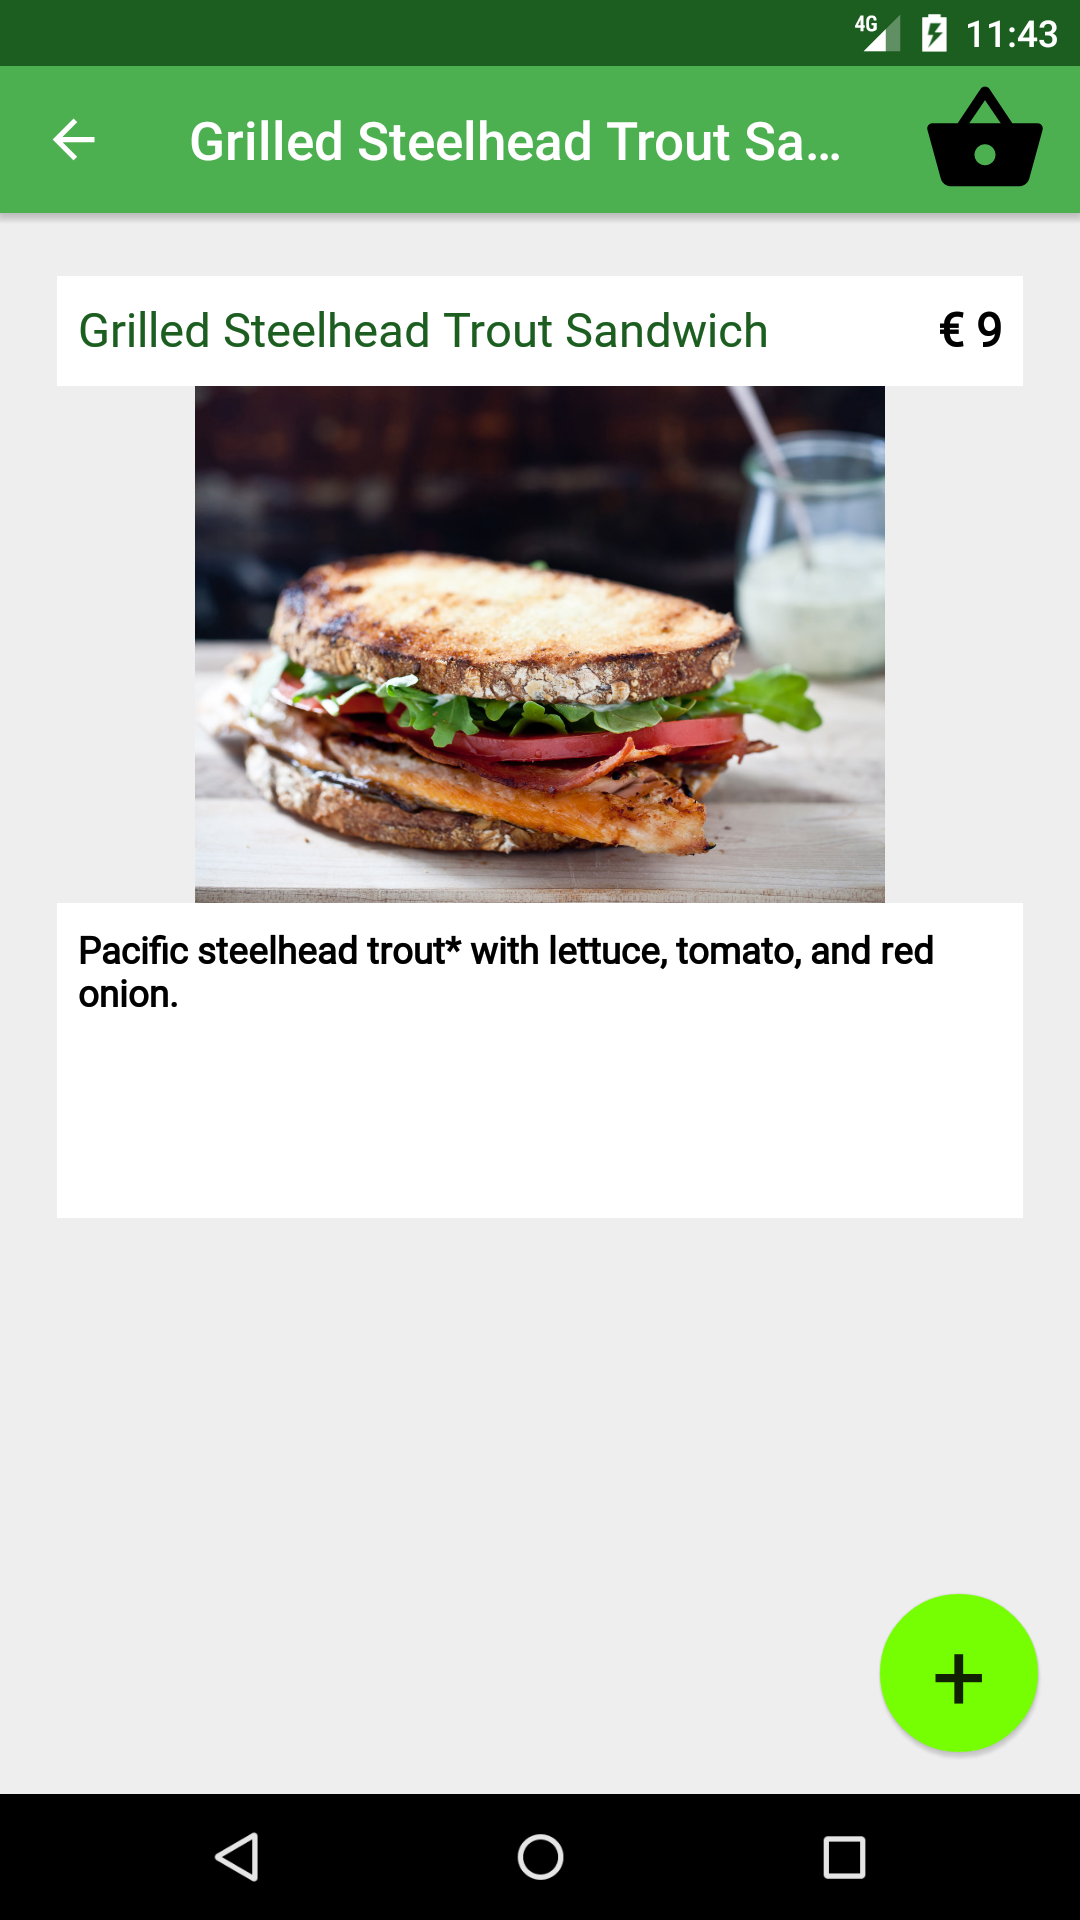 4G 11:43
Grilled Steelhead Trout Sa...
Grilled Steelhead Trout Sandwich € 9
Pacific steelhead trout* with lettuce, tomato, and red
onion.
+